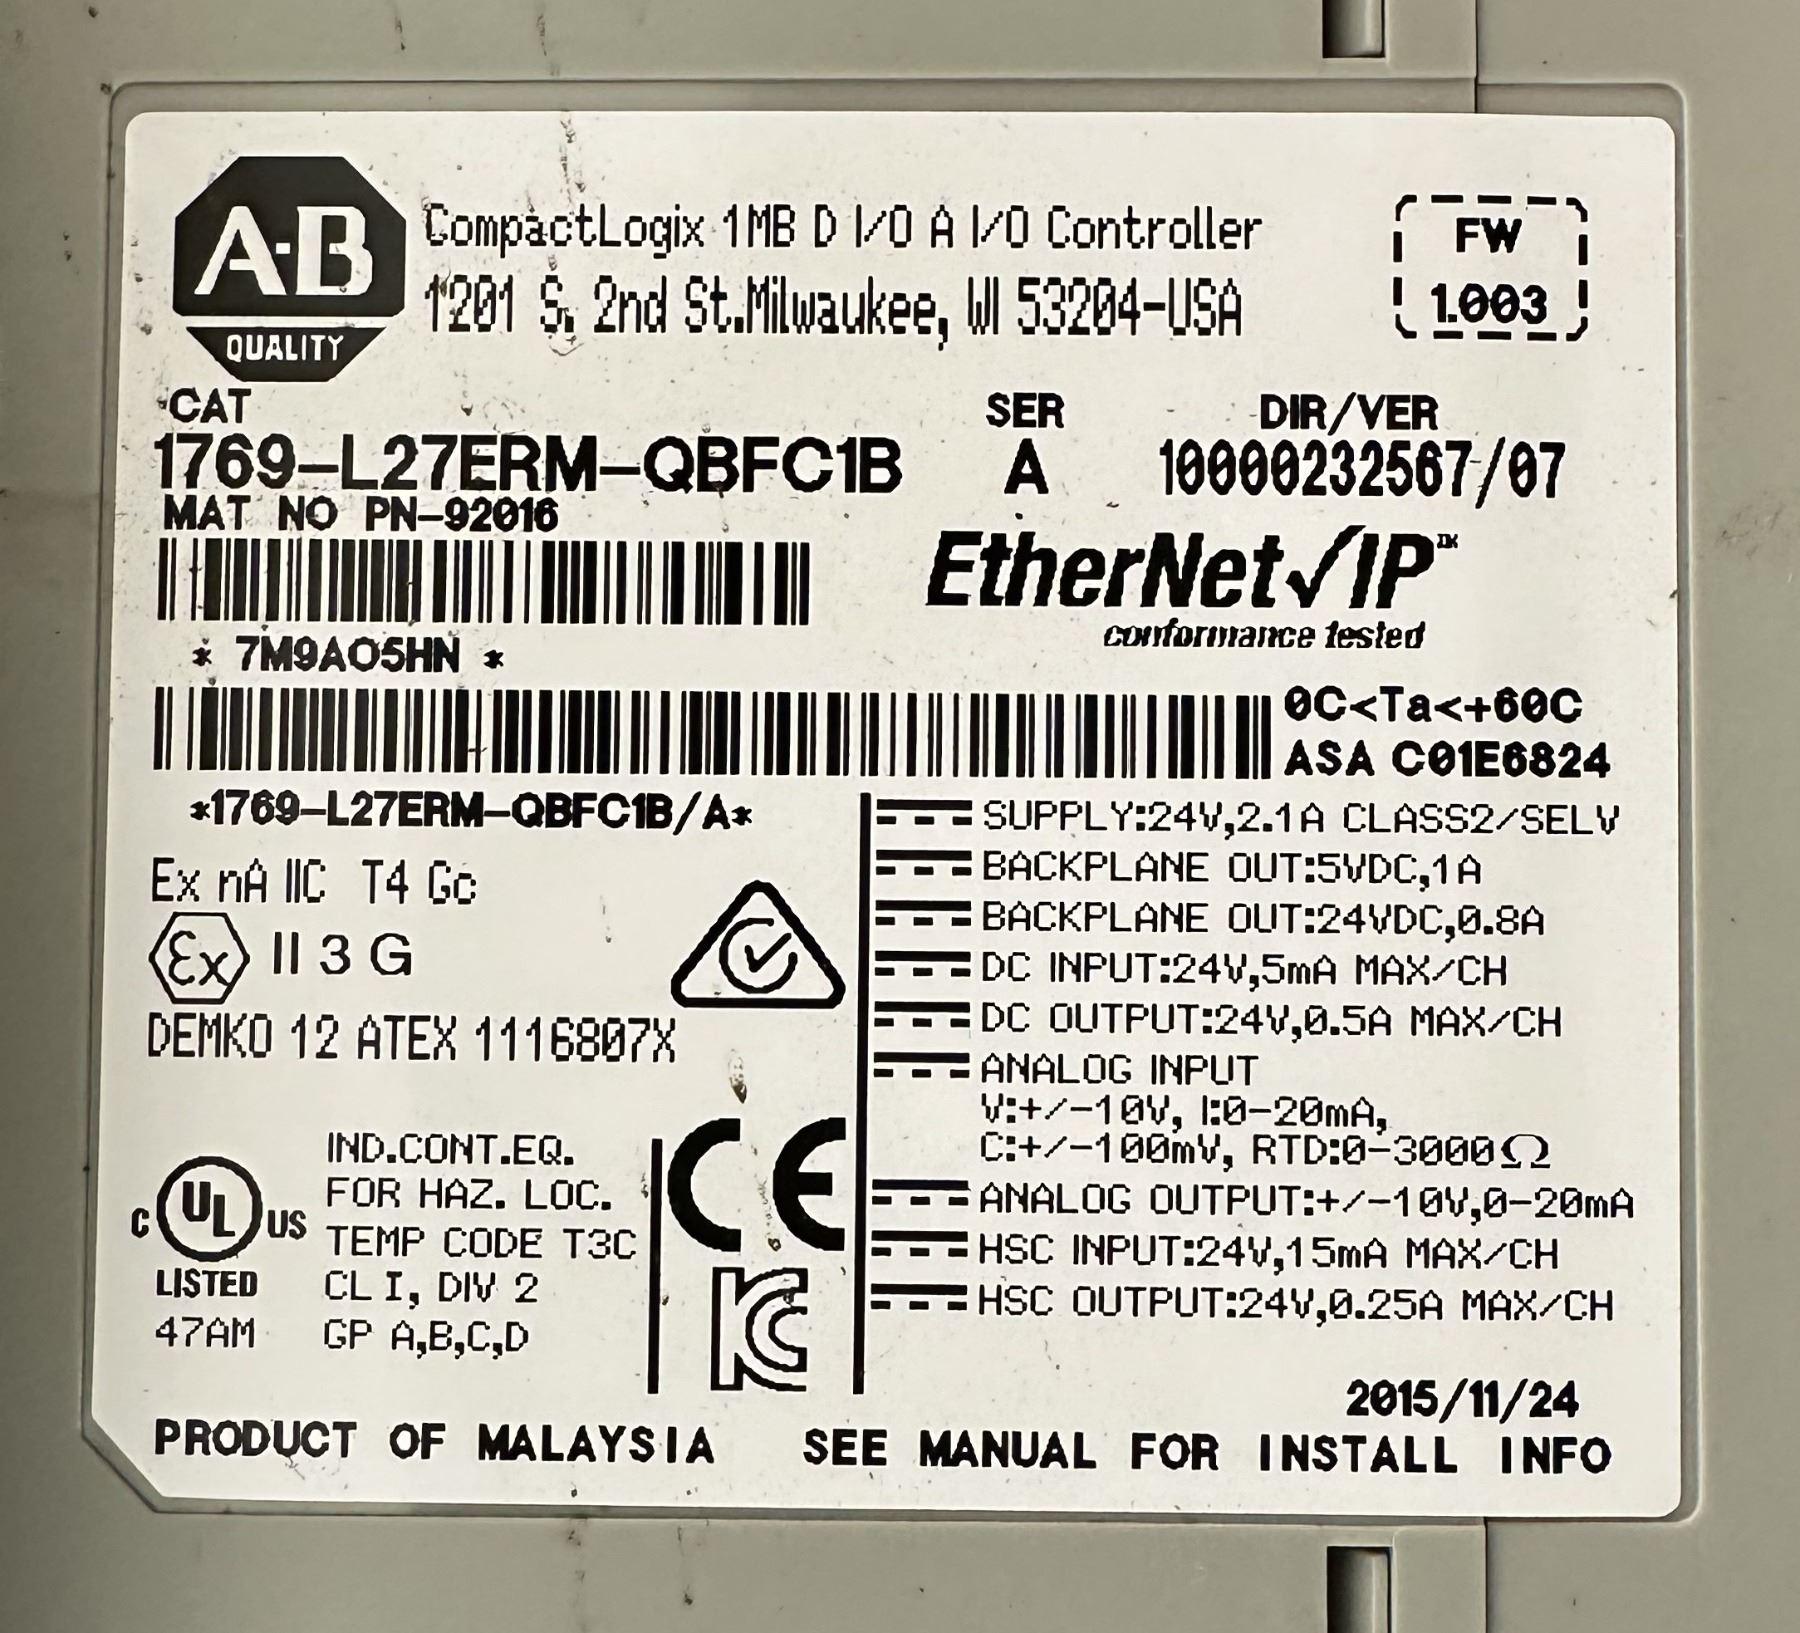 A-B
QUALITY
CompactLogix 1MB D I/O A I/O Controller
1201 S. 2nd St.Milwaukee, WI 53204-USA
FW
1.003
CAT
1769-L27ERM-QBFC1B
SER
A
DIR/VER
10000232567/07
MAT NO PN-92016
EtherNet/IP™
conformance tested
* 7M9AO5HN *
0C<Ta<+60C
ASA C01E6824
*1769-L27ERM-QBFC1B/A*
Ex nA IIC T4 Gc
Ex II 3 G
DEMKO 12 ATEX 1116807X
C UL US
LISTED
47AM
IND.CONT.EQ.
FOR HAZ. LOC.
TEMP CODE T3C
CL I, DIV 2
GP A,B,C,D
CE
KC
SUPPLY:24V,2.1A CLASS2/SELV
BACKPLANE OUT:5VDC,1A
BACKPLANE OUT:24VDC,0.8A
DC INPUT:24V,5mA MAX/CH
DC OUTPUT:24V,0.5A MAX/CH
ANALOG INPUT
V:+/-10V, I:0-20mA,
C:+/-100mV, RTD:0-3000Ω
ANALOG OUTPUT:+/-10V,0-20mA
HSC INPUT:24V,15mA MAX/CH
HSC OUTPUT:24V,0.25A MAX/CH
2015/11/24
PRODUCT OF MALAYSIA SEE MANUAL FOR INSTALL INFO